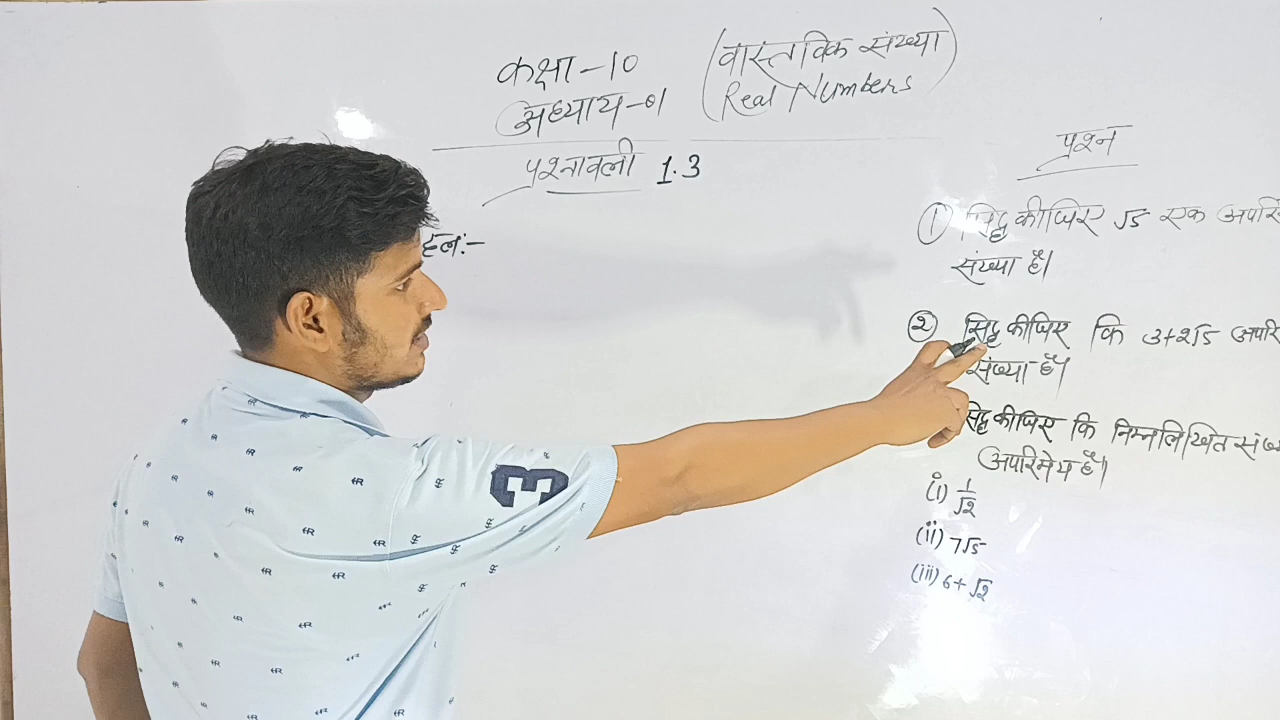 कक्षा-10
(वास्तविक संख्या)
अध्याय-01
Real Numbers
प्रश्नावली 1.3
प्रश्न
हल:-
① सिद्ध कीजिए √5 एक अपरि
संख्या है।
② सिद्ध कीजिए कि 3+2√5 अपरि
संख्या है।
सिद्ध कीजिए कि निम्नलिखित संख्
अपरिमेय है।
(i) 1/√2
(ii) 7√5
(iii) 6+√2
3